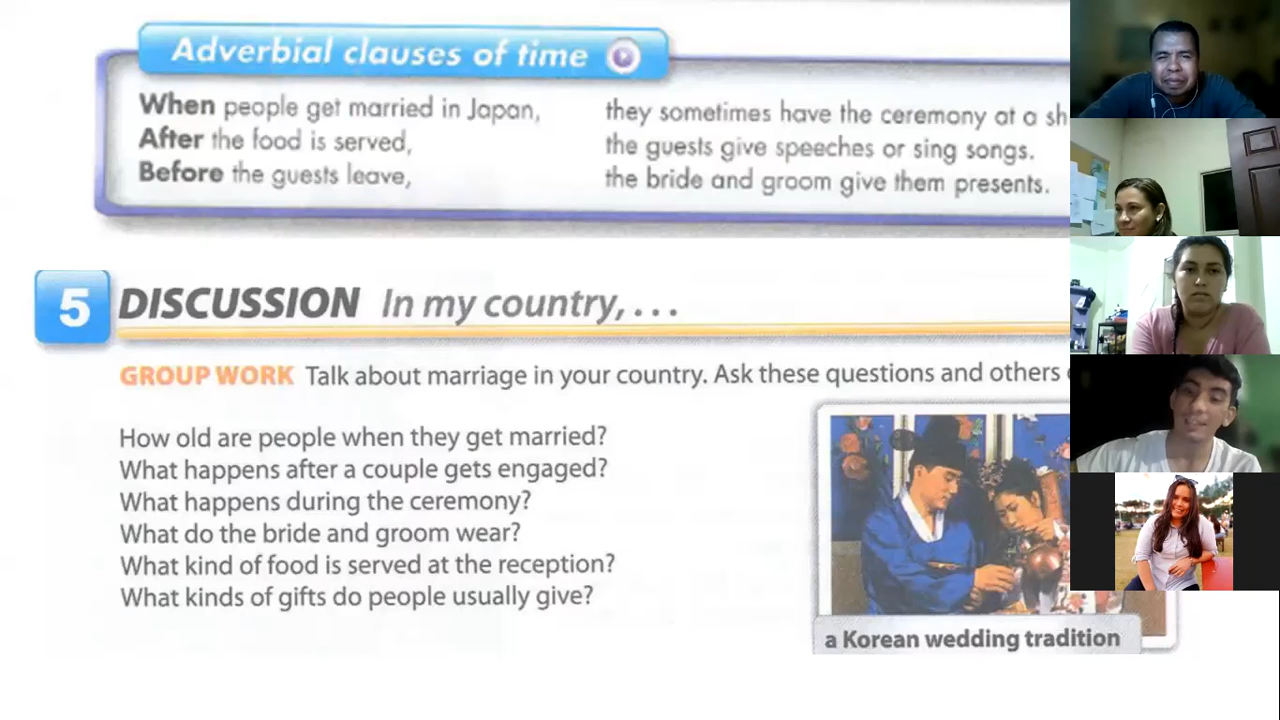 Adverbial clauses of time
When people get married in Japan, they sometimes have the ceremony at a sh
After the food is served, the guests give speeches or sing songs.
Before the guests leave, the bride and groom give them presents.
5 DISCUSSION In my country, . . .
GROUP WORK Talk about marriage in your country. Ask these questions and others
How old are people when they get married?
What happens after a couple gets engaged?
What happens during the ceremony?
What do the bride and groom wear?
What kind of food is served at the reception?
What kinds of gifts do people usually give?
a Korean wedding tradition